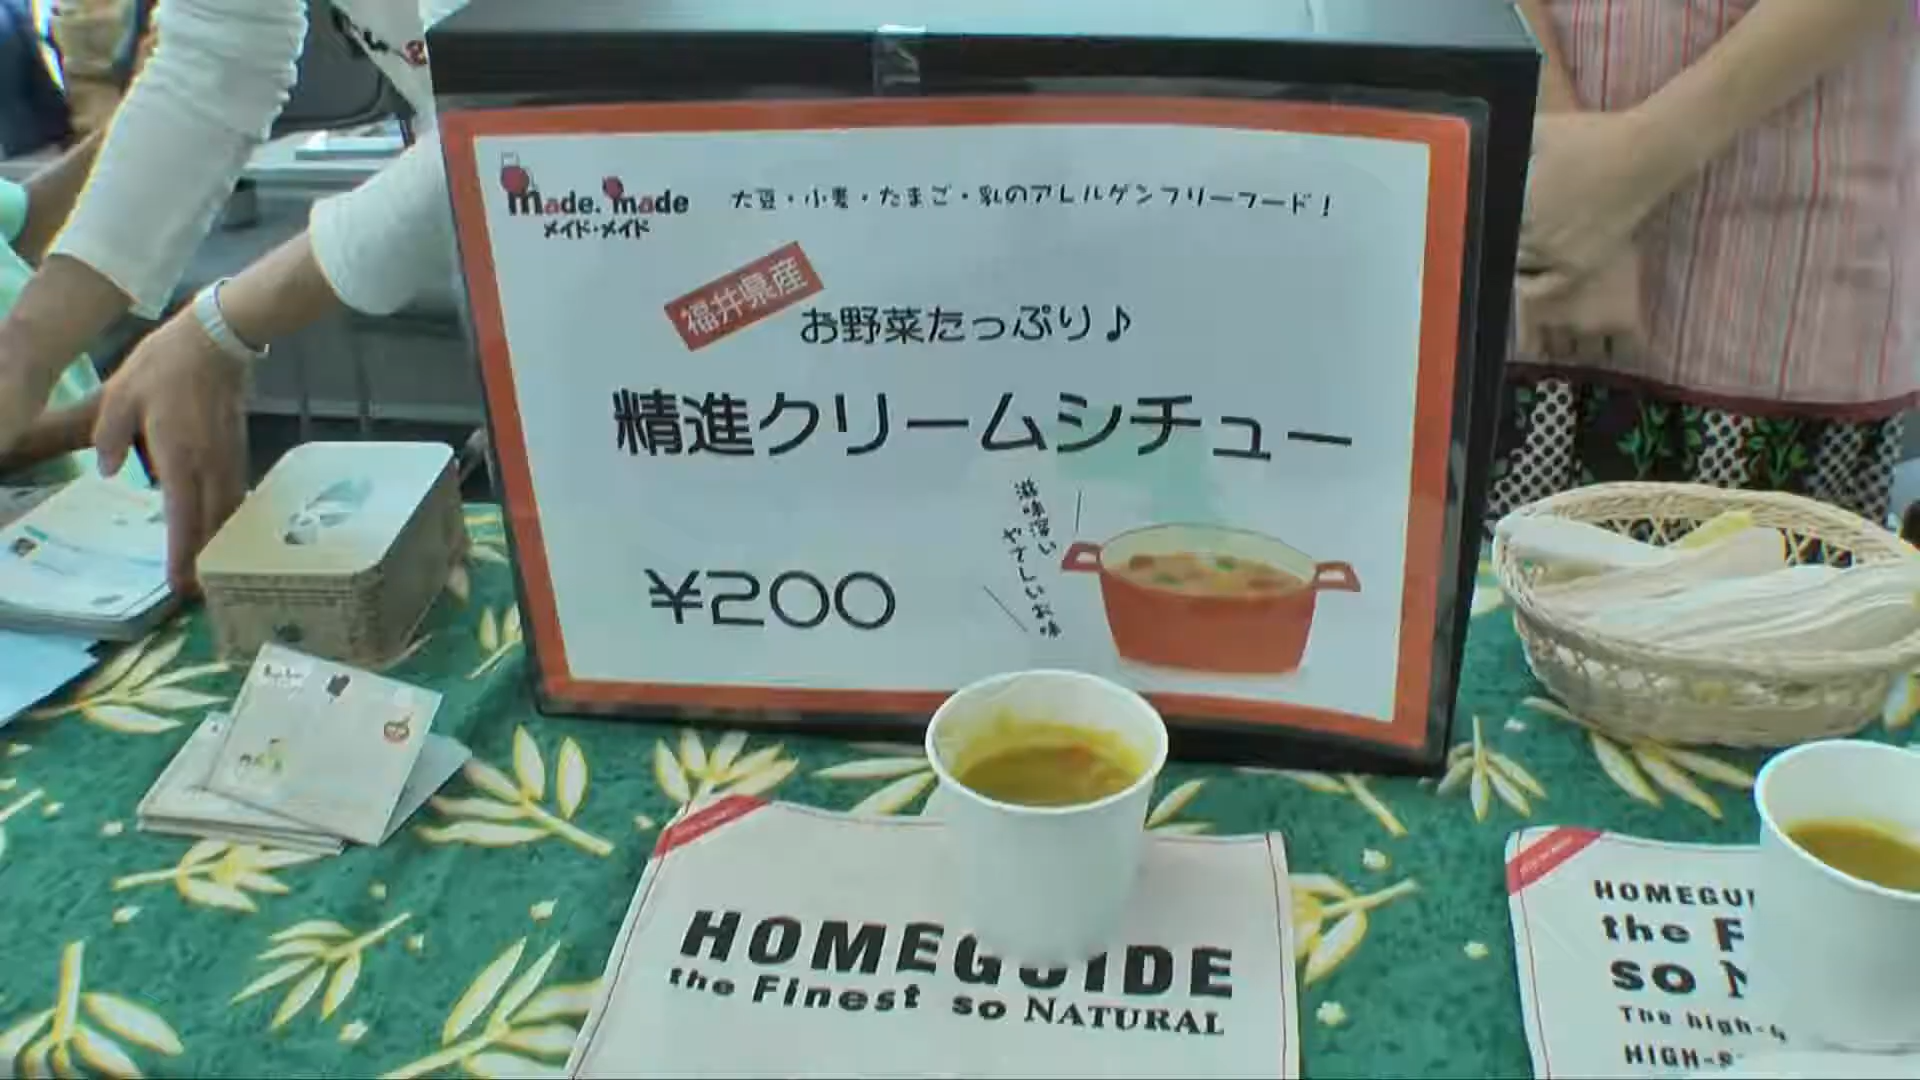 made. made
メイド・メイド
大豆・小麦・たまご・乳のアレルゲンフリーフード！
福井県産
お野菜たっぷり♪
精進クリームシチュー
滋味深い
やさしいお味
¥200
HOMEGUIDE
the Finest so NATURAL
HOMEGUI
the F
so N
The high-
HIGH-